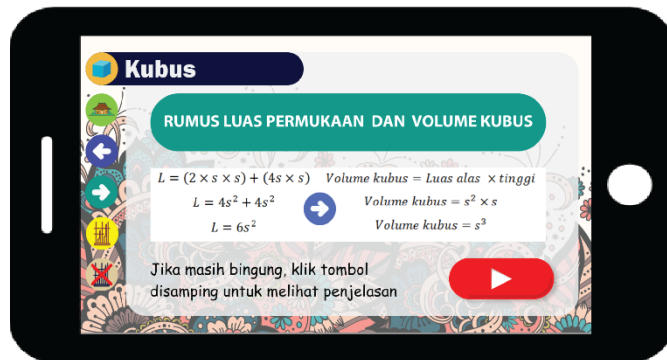 Kubus
RUMUS LUAS PERMUKAAN DAN VOLUME KUBUS
L = (2 × s × s) + (4s × s)
L = 4s² + 4s²
L = 6s²
Volume kubus = Luas alas × tinggi
Volume kubus = s² × s
Volume kubus = s³
Jika masih bingung, klik tombol
disamping untuk melihat penjelasan